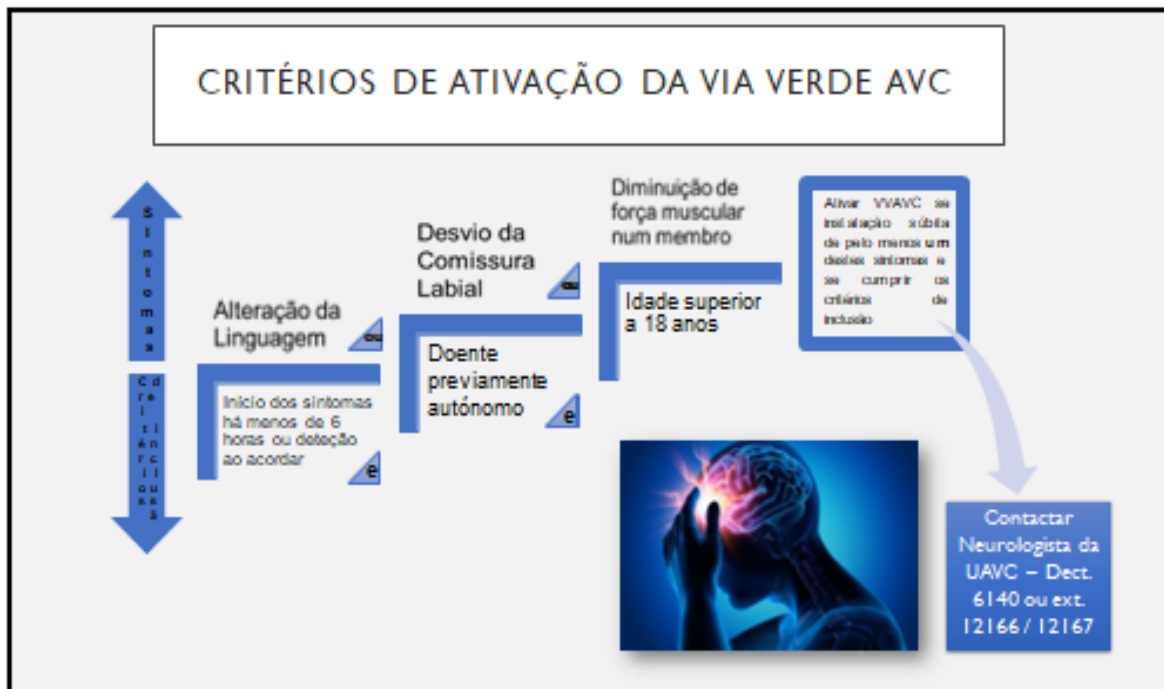 CRITÉRIOS DE ATIVAÇÃO DA VIA VERDE AVC
Sintomas
Critérios
de inclusão
Alteração da
Linguagem
ou
Desvio da
Comissura
Labial
ou
Diminuição de
força muscular
num membro
Início dos sintomas
há menos de 6
horas ou deteção
ao acordar
e
Doente
previamente
autónomo
e
Idade superior
a 18 anos
Ativar VVAVC se
instalação súbita
de pelo menos um
destes sintomas e
se cumprir os
critérios de
inclusão
Contactar
Neurologista da
UAVC – Dect.
6140 ou ext.
12166 / 12167